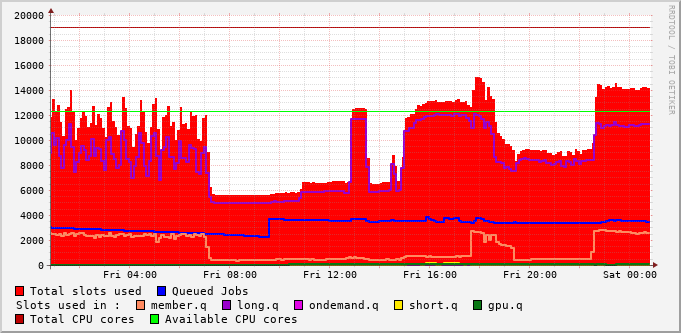 RRDTOOL / TOBI OETIKER
20000
18000
16000
14000
12000
10000
8000
6000
4000
2000
0
Fri 04:00 Fri 08:00 Fri 12:00 Fri 16:00 Fri 20:00 Sat 00:00
Total slots used Queued Jobs
Slots used in : member.q long.q ondemand.q short.q gpu.q
Total CPU cores Available CPU cores